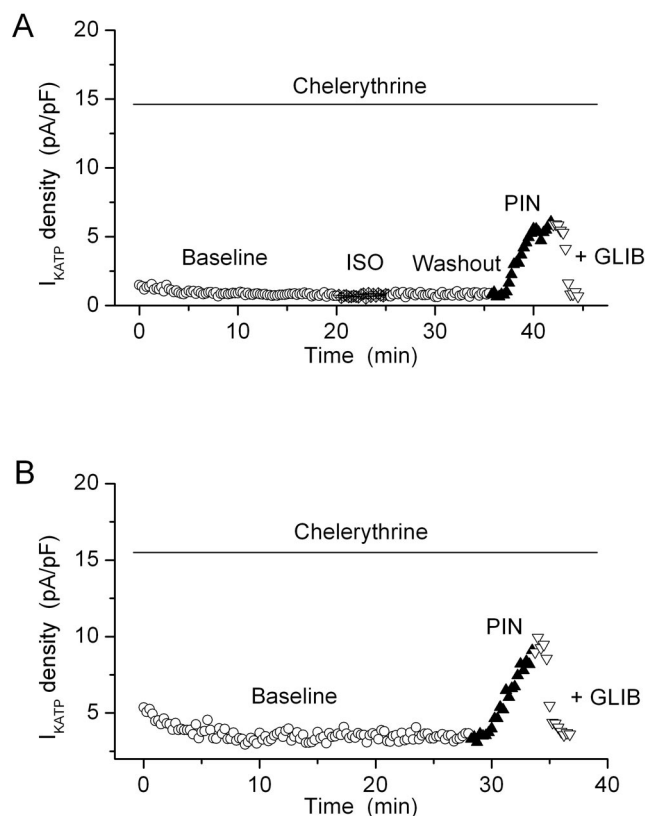 A
20
15
10
5
0
I_KATP density (pA/pF)
Chelerythrine
Baseline
ISO
Washout
PIN
+ GLIB
0 10 20 30 40
Time (min)
B
20
15
10
5
I_KATP density (pA/pF)
Chelerythrine
Baseline
PIN
+ GLIB
0 10 20 30 40
Time (min)